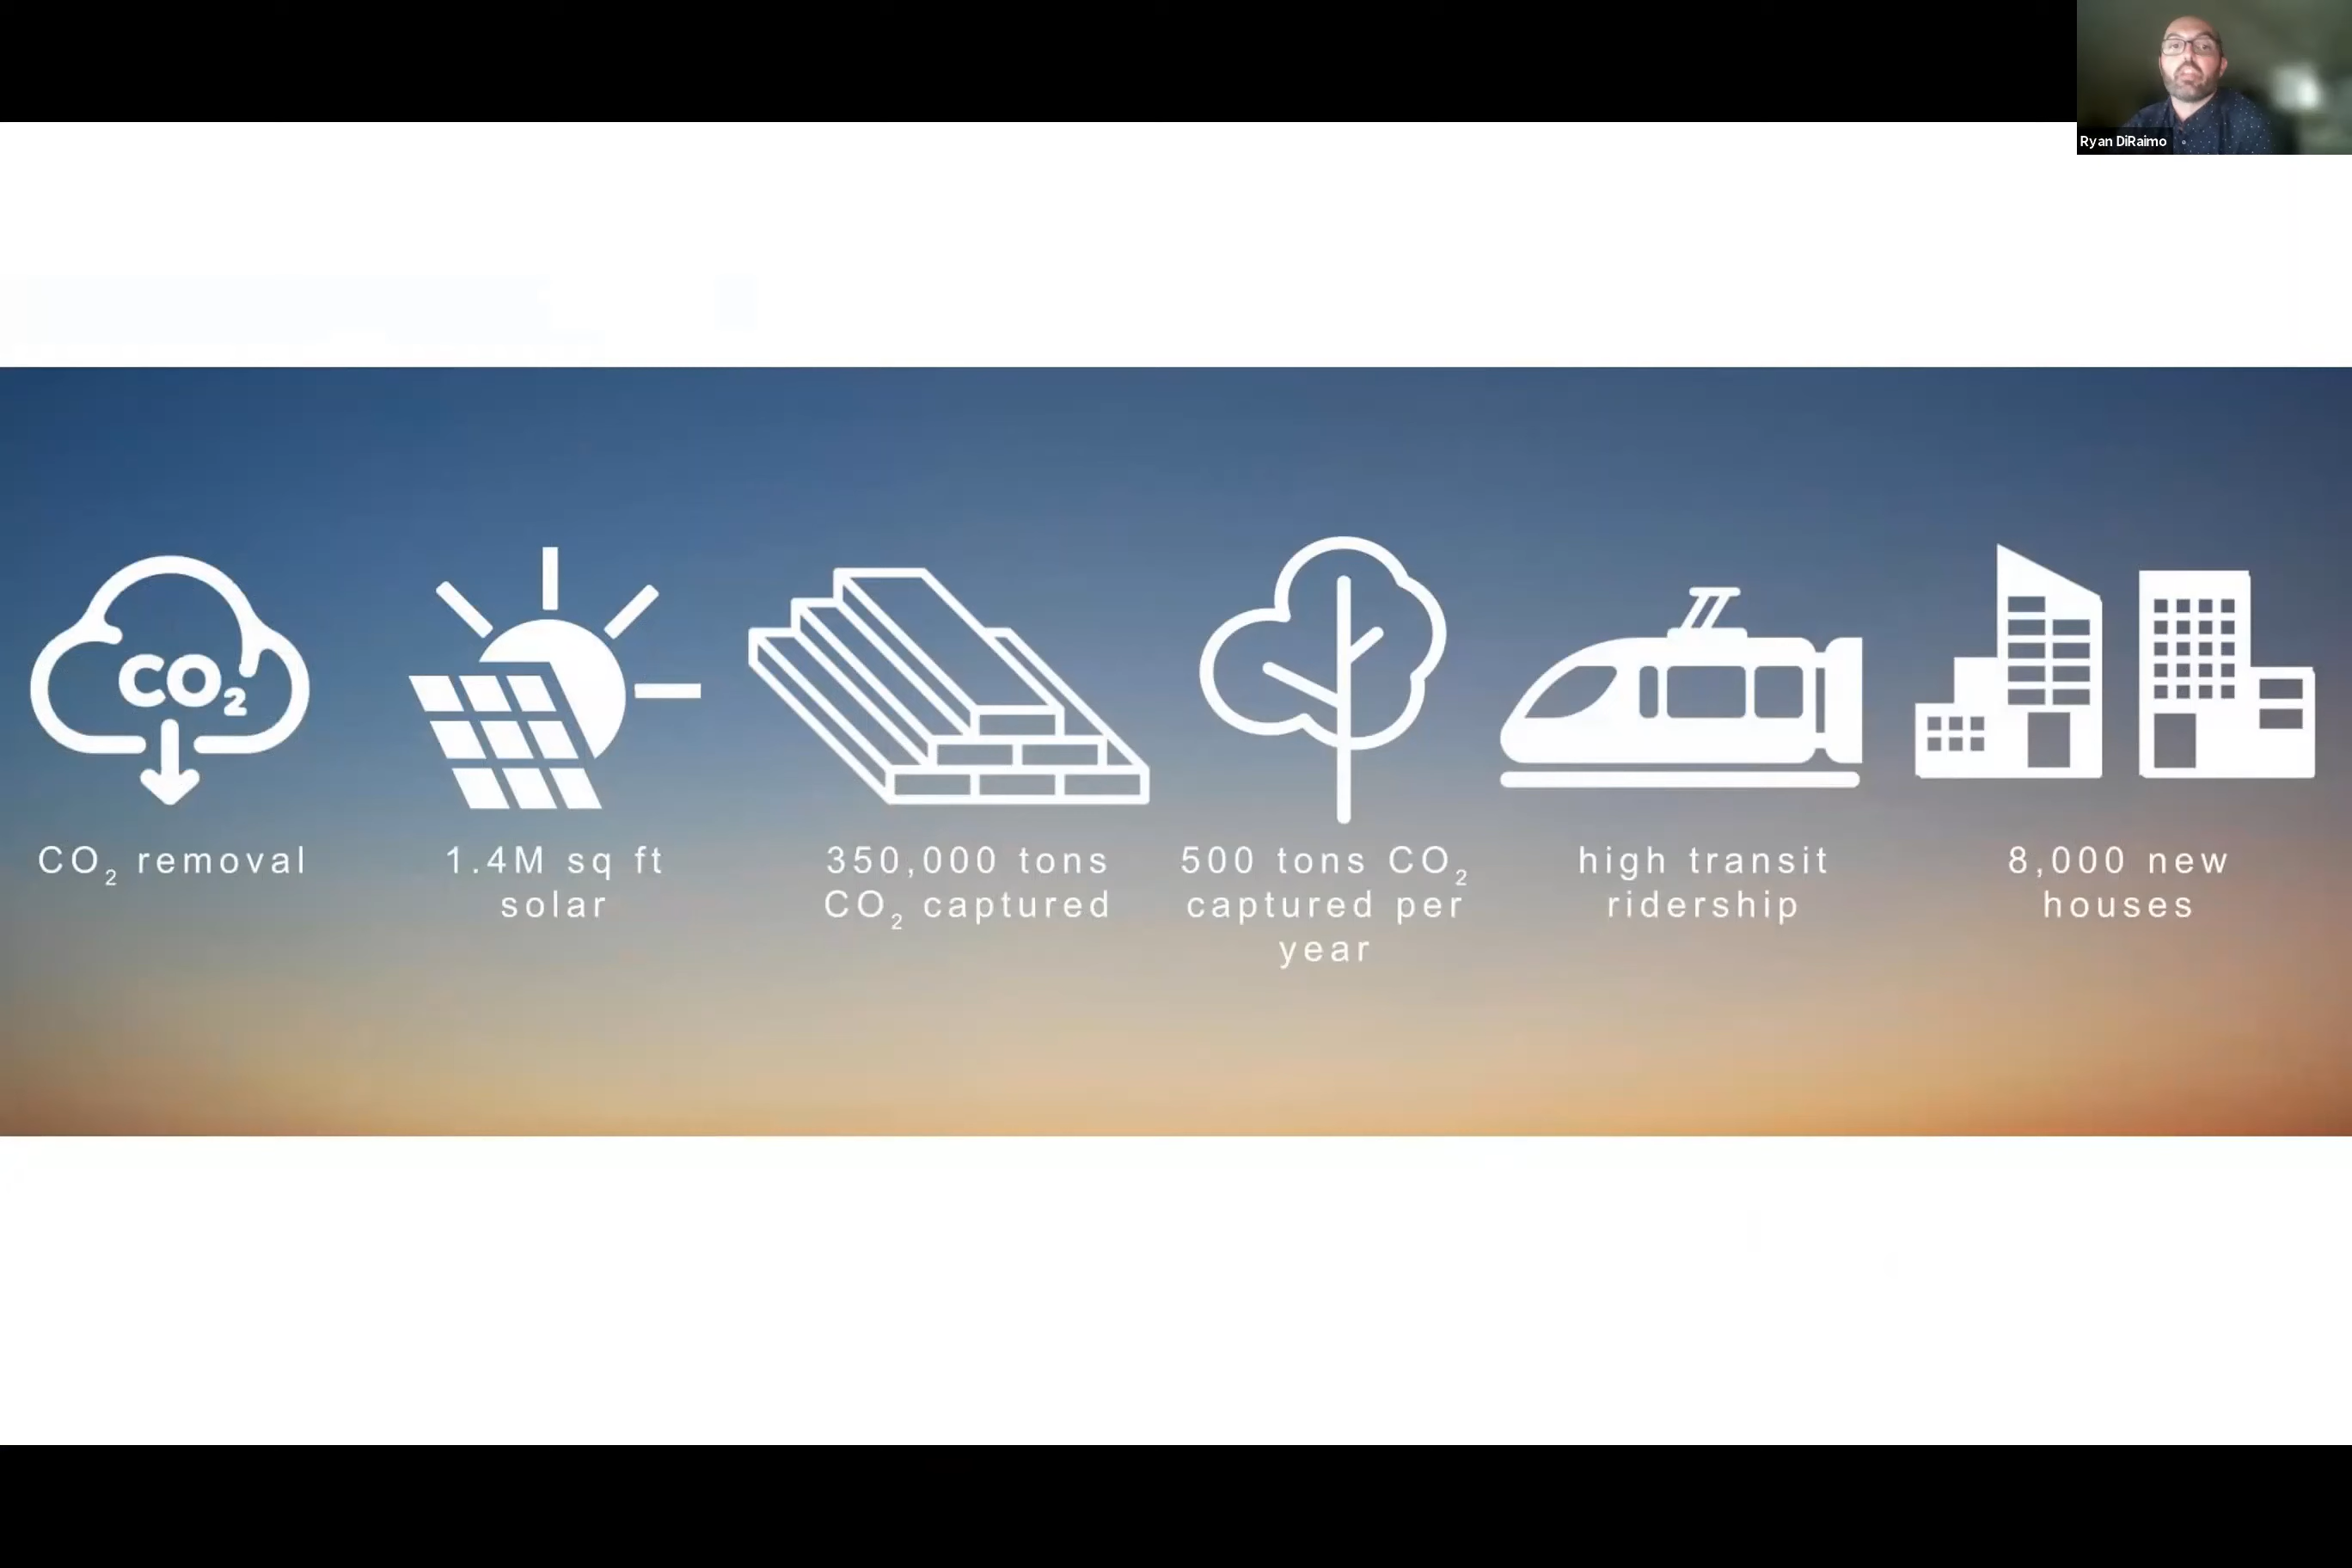 Ryan DiRaimo
CO₂
CO₂ removal
1.4M sq ft
solar
350,000 tons
CO₂ captured
500 tons CO₂
captured per
year
high transit
ridership
8,000 new
houses